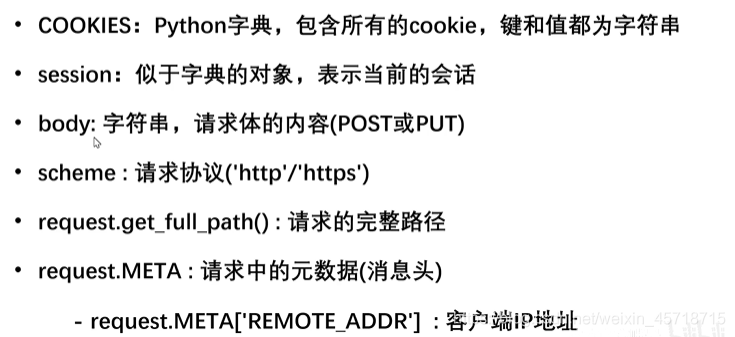 • COOKIES：Python字典，包含所有的cookie，键和值都为字符串
• session：似于字典的对象，表示当前的会话
• body: 字符串，请求体的内容(POST或PUT)
• scheme : 请求协议('http'/'https')
• request.get_full_path() : 请求的完整路径
• request.META : 请求中的元数据(消息头)
- request.META['REMOTE_ADDR'] : 客户端IP地址
net/weixin_45718715